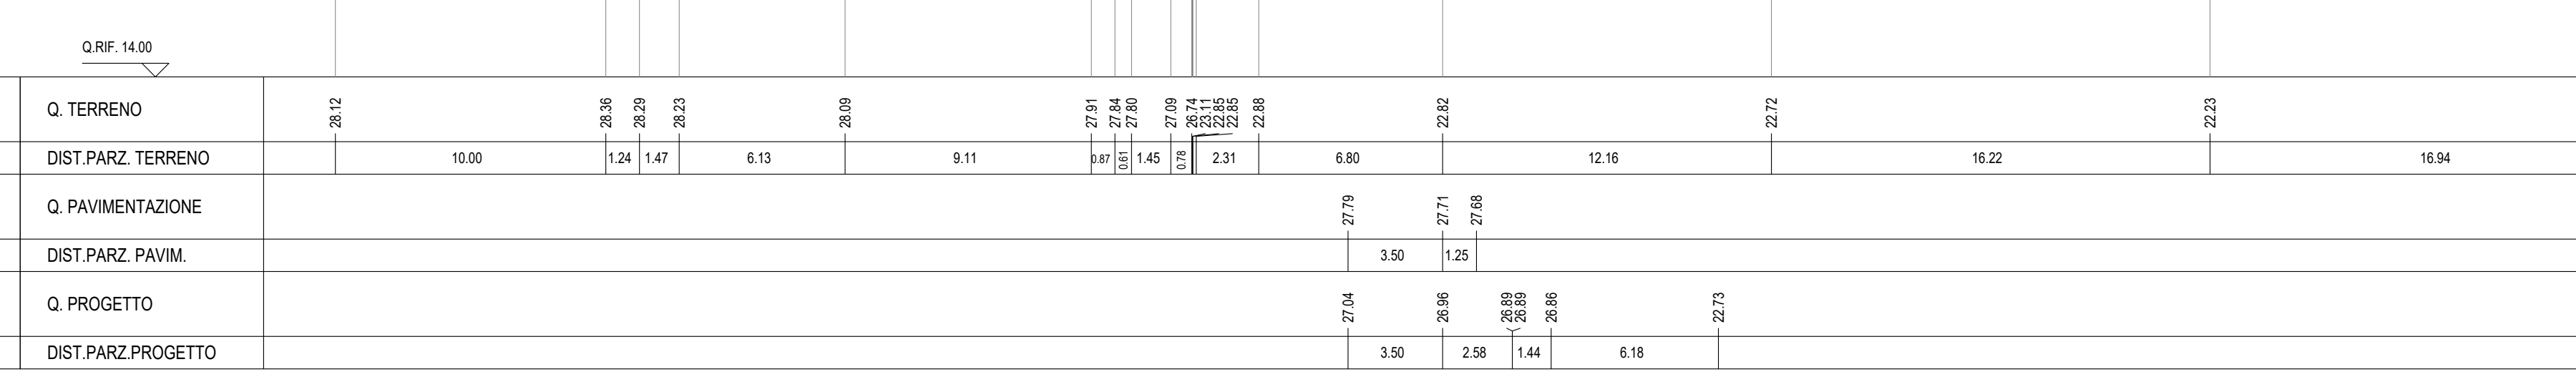 Q.RIF. 14.00
Q. TERRENO 28.12 28.36 28.29 28.23 28.09 27.91 27.84 27.80 27.09 26.74 23.11 22.85 22.85 22.88 22.82 22.72 22.23
DIST.PARZ. TERRENO 10.00 1.24 1.47 6.13 9.11 0.87 0.61 1.45 0.78 2.31 6.80 12.16 16.22 16.94
Q. PAVIMENTAZIONE 27.79 27.71 27.68
DIST.PARZ. PAVIM. 3.50 1.25
Q. PROGETTO 27.04 26.96 26.89 26.89 26.86 22.73
DIST.PARZ.PROGETTO 3.50 2.58 1.44 6.18